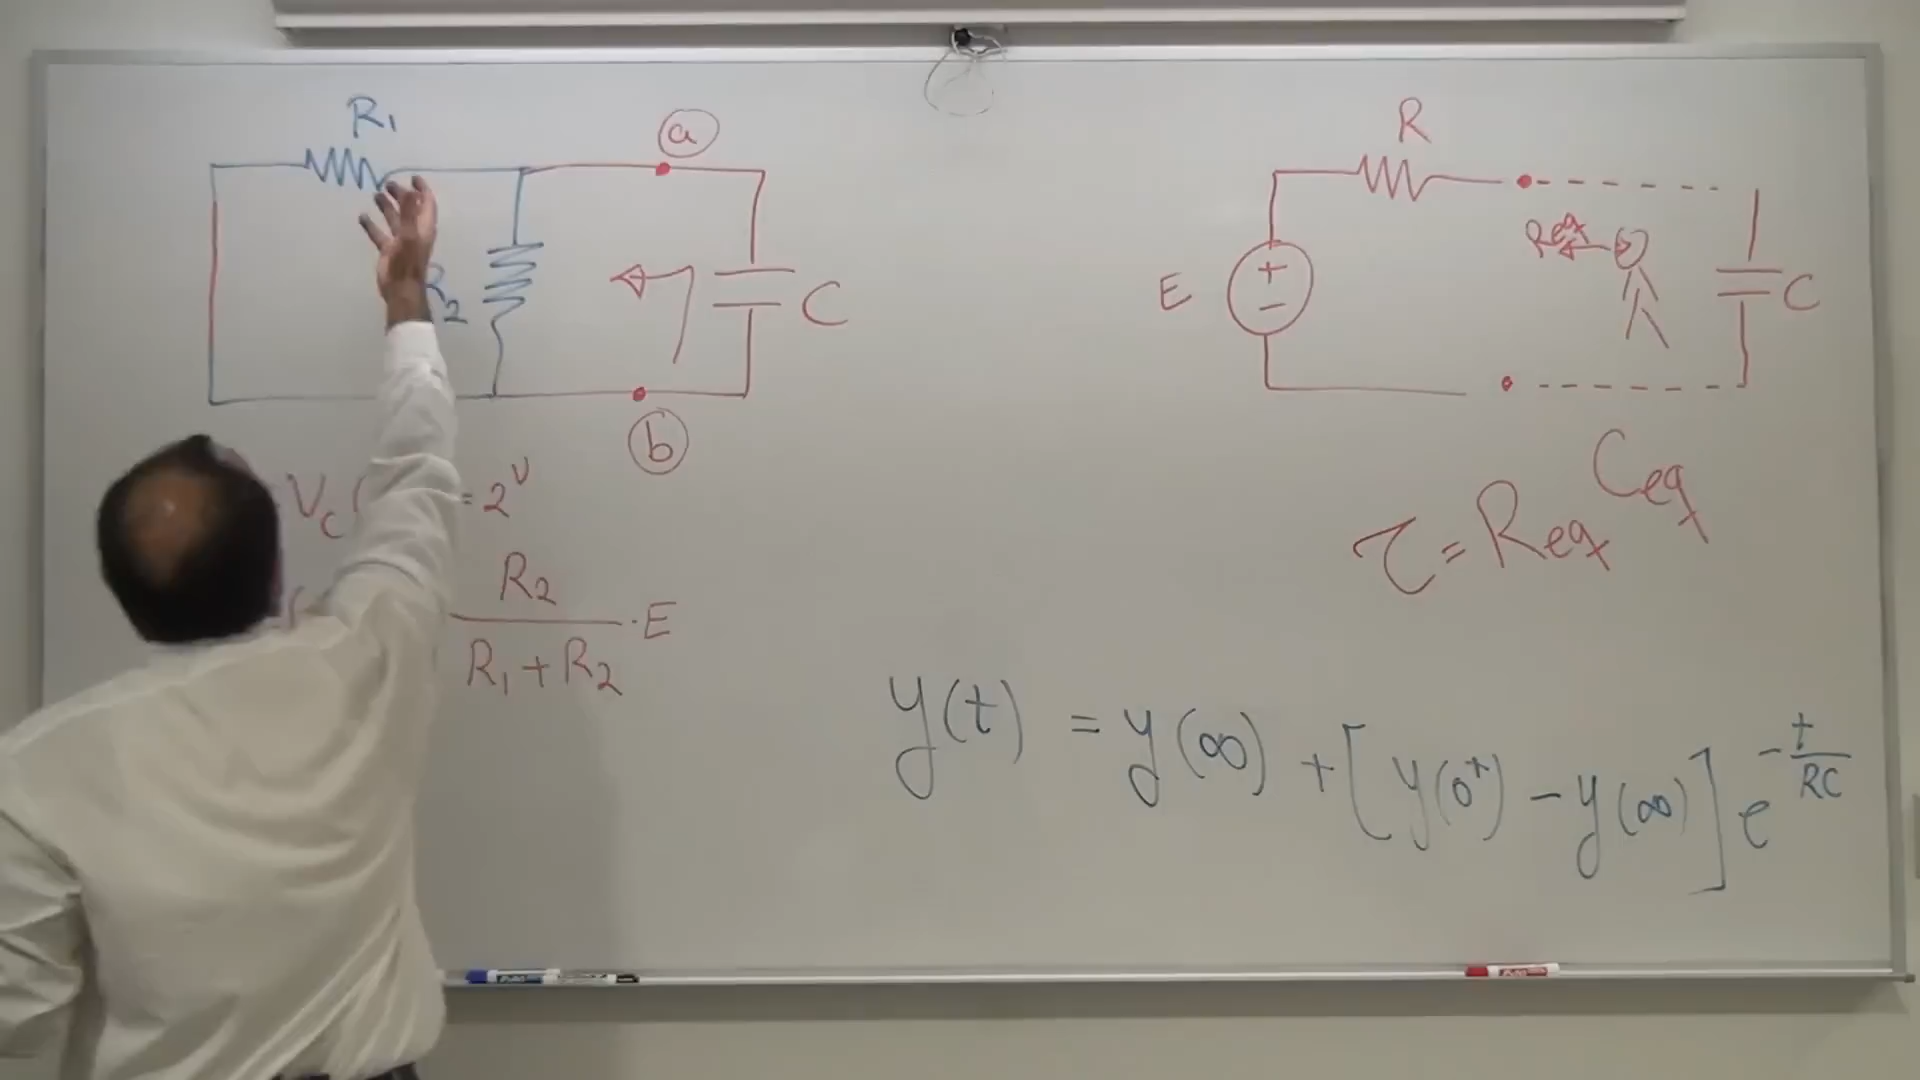 R₁
a
R₂
C
b
V_C( = 2^V
R₂ / (R₁ + R₂) · E
R
Req
E
+
−
C
τ = Req Ceq
y(t) = y(∞) + [y(0⁺) − y(∞)] e^(−t/RC)